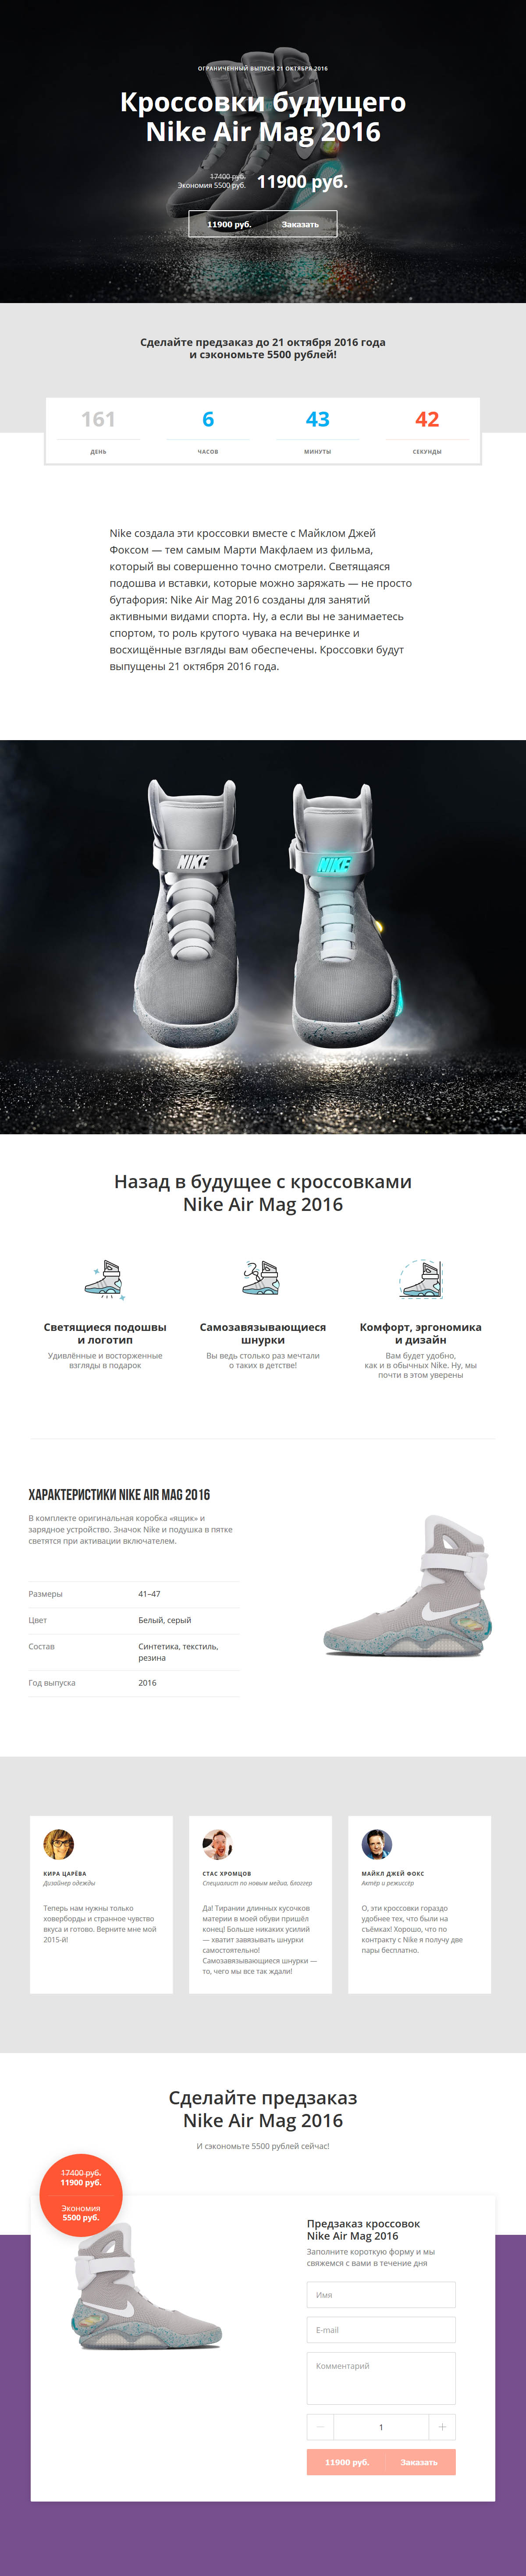 ОГРАНИЧЕННЫЙ ВЫПУСК 21 ОКТЯБРЯ 2016
Кроссовки будущего
Nike Air Mag 2016
17400 руб.
Экономия 5500 руб.
11900 руб.
11900 руб. Заказать
Сделайте предзаказ до 21 октября 2016 года
и сэкономьте 5500 рублей!
161 6 43 42
ДЕНЬ ЧАСОВ МИНУТЫ СЕКУНДЫ
Nike создала эти кроссовки вместе с Майклом Джей
Фоксом — тем самым Марти Макфлаем из фильма,
который вы совершенно точно смотрели. Светящаяся
подошва и вставки, которые можно заряжать — не просто
бутафория: Nike Air Mag 2016 созданы для занятий
активными видами спорта. Ну, а если вы не занимаетесь
спортом, то роль крутого чувака на вечеринке и
восхищённые взгляды вам обеспечены. Кроссовки будут
выпущены 21 октября 2016 года.
NIKE NIKE
Назад в будущее с кроссовками
Nike Air Mag 2016
Светящиеся подошвы
и логотип
Удивлённые и восторженные
взгляды в подарок
Самозавязывающиеся
шнурки
Вы ведь столько раз мечтали
о таких в детстве!
Комфорт, эргономика
и дизайн
Вам будет удобно,
как и в обычных Nike. Ну, мы
почти в этом уверены
ХАРАКТЕРИСТИКИ NIKE AIR MAG 2016
В комплекте оригинальная коробка «ящик» и
зарядное устройство. Значок Nike и подушка в пятке
светятся при активации включателем.
Размеры 41–47
Цвет Белый, серый
Состав Синтетика, текстиль,
резина
Год выпуска 2016
КИРА ЦАРЁВА
Дизайнер одежды
Теперь нам нужны только
ховерборды и странное чувство
вкуса и готово. Верните мне мой
2015-й!
СТАС ХРОМЦОВ
Специалист по новым медиа, блоггер
Да! Тирании длинных кусочков
материи в моей обуви пришёл
конец! Больше никаких усилий
— хватит завязывать шнурки
самостоятельно!
Самозавязывающиеся шнурки —
то, чего мы все так ждали!
МАЙКЛ ДЖЕЙ ФОКС
Актёр и режиссёр
О, эти кроссовки гораздо
удобнее тех, что были на
съёмках! Хорошо, что по
контракту с Nike я получу две
пары бесплатно.
Сделайте предзаказ
Nike Air Mag 2016
И сэкономьте 5500 рублей сейчас!
17400 руб.
11900 руб.
Экономия
5500 руб.
Предзаказ кроссовок
Nike Air Mag 2016
Заполните короткую форму и мы
свяжемся с вами в течение дня
Имя
E-mail
Комментарий
— 1 +
11900 руб. Заказать